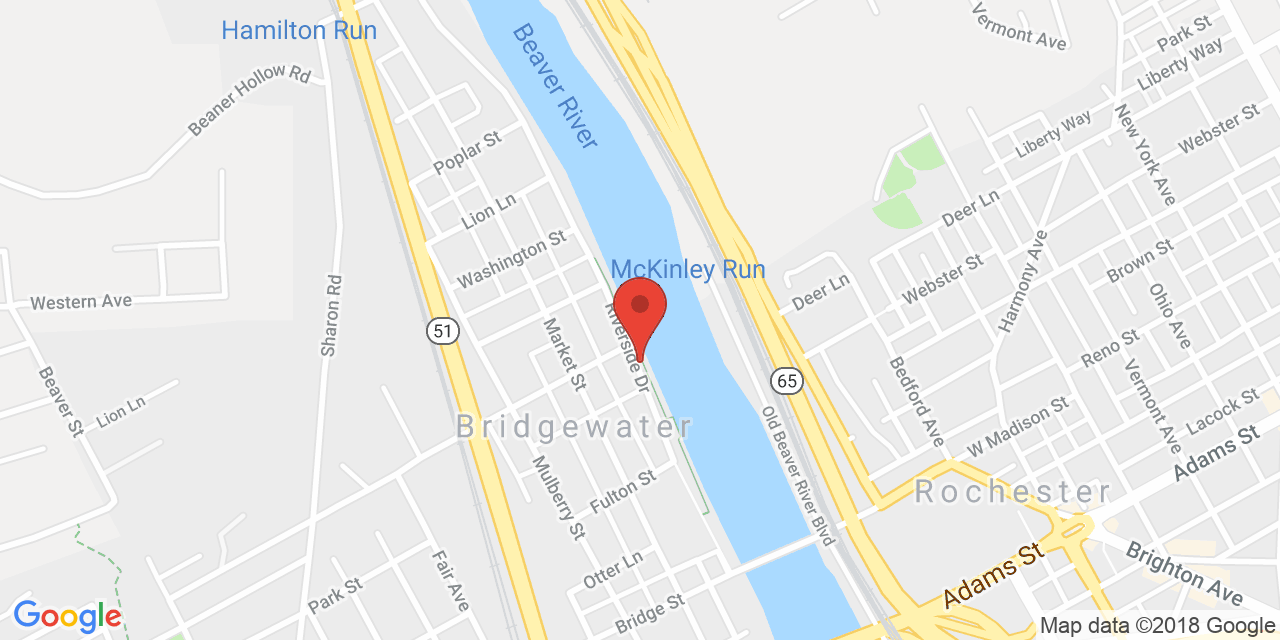 Hamilton Run
Beaver River
Vermont Ave
Park St
Liberty Way
Beaner Hollow Rd
New York Ave
Webster St
Liberty Way
Poplar St
Lion Ln
Deer Ln
Washington St
Harmony Ave
Brown St
McKinley Run
Webster St
Deer Ln
Western Ave
Sharon Rd
Ohio Ave
51
Market St
Riverside Dr
Reno St
65
Beaver St
Lion Ln
Bedford Ave
Vermont Ave
W Madison St
Lacock St
Bridgewater
Old Beaver River Blvd
Adams St
Mulberry St
Fulton St
Rochester
Otter Ln
Fair Ave
Park St
Bridge St
Adams St
Brighton Ave
Google
Map data ©2018 Google